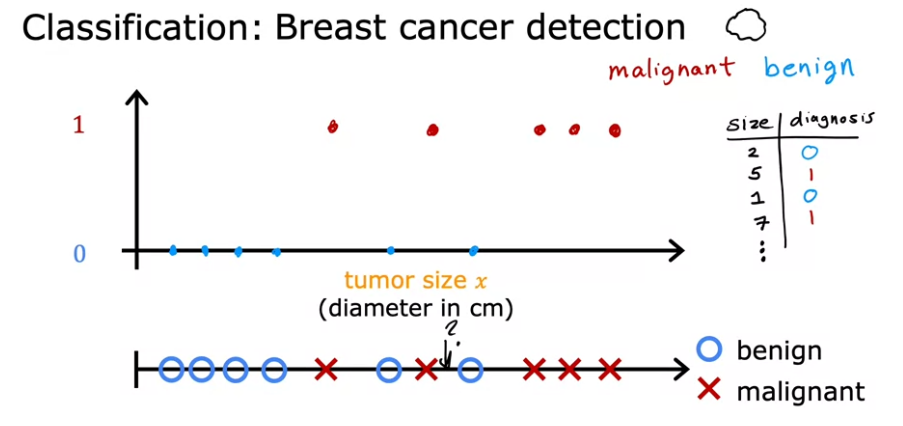 Classification: Breast cancer detection
malignant benign
1
0
size diagnosis
2 0
5 1
1 0
7 1
⋮
tumor size x
(diameter in cm)
?
benign
malignant